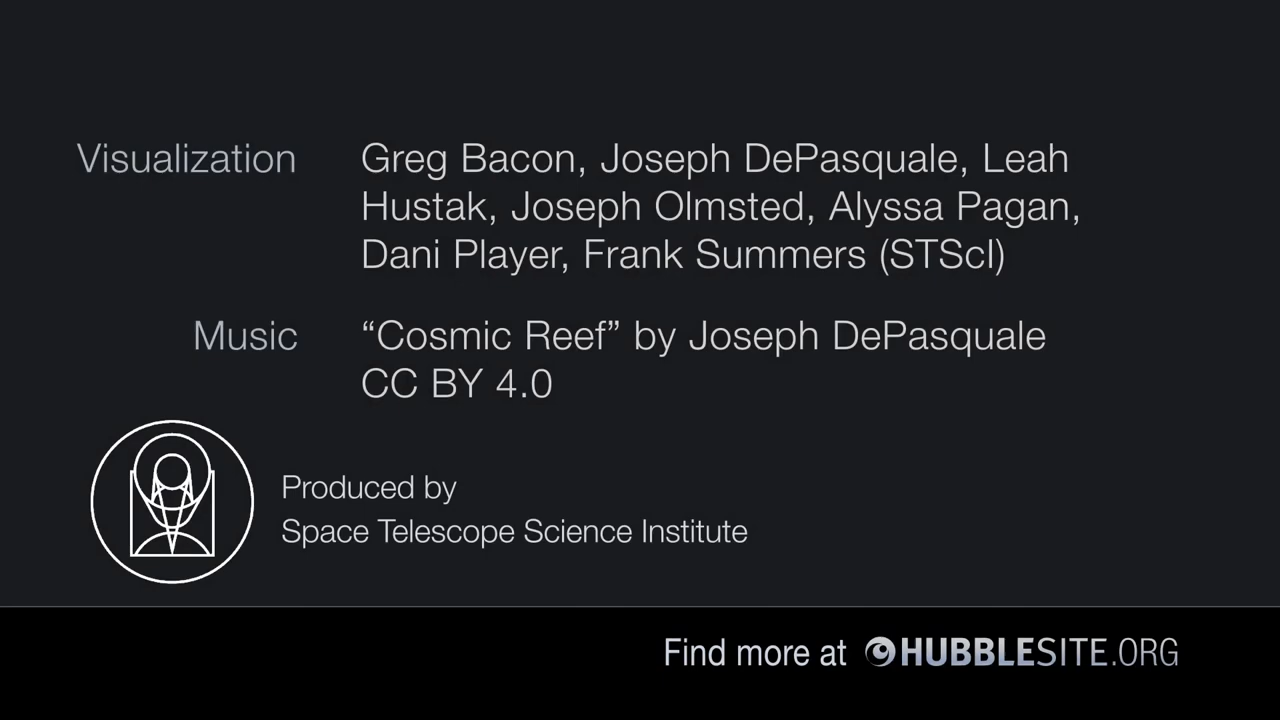 Visualization Greg Bacon, Joseph DePasquale, Leah
Hustak, Joseph Olmsted, Alyssa Pagan,
Dani Player, Frank Summers (STScI)
Music “Cosmic Reef” by Joseph DePasquale
CC BY 4.0
Produced by
Space Telescope Science Institute
Find more at HUBBLESITE.ORG